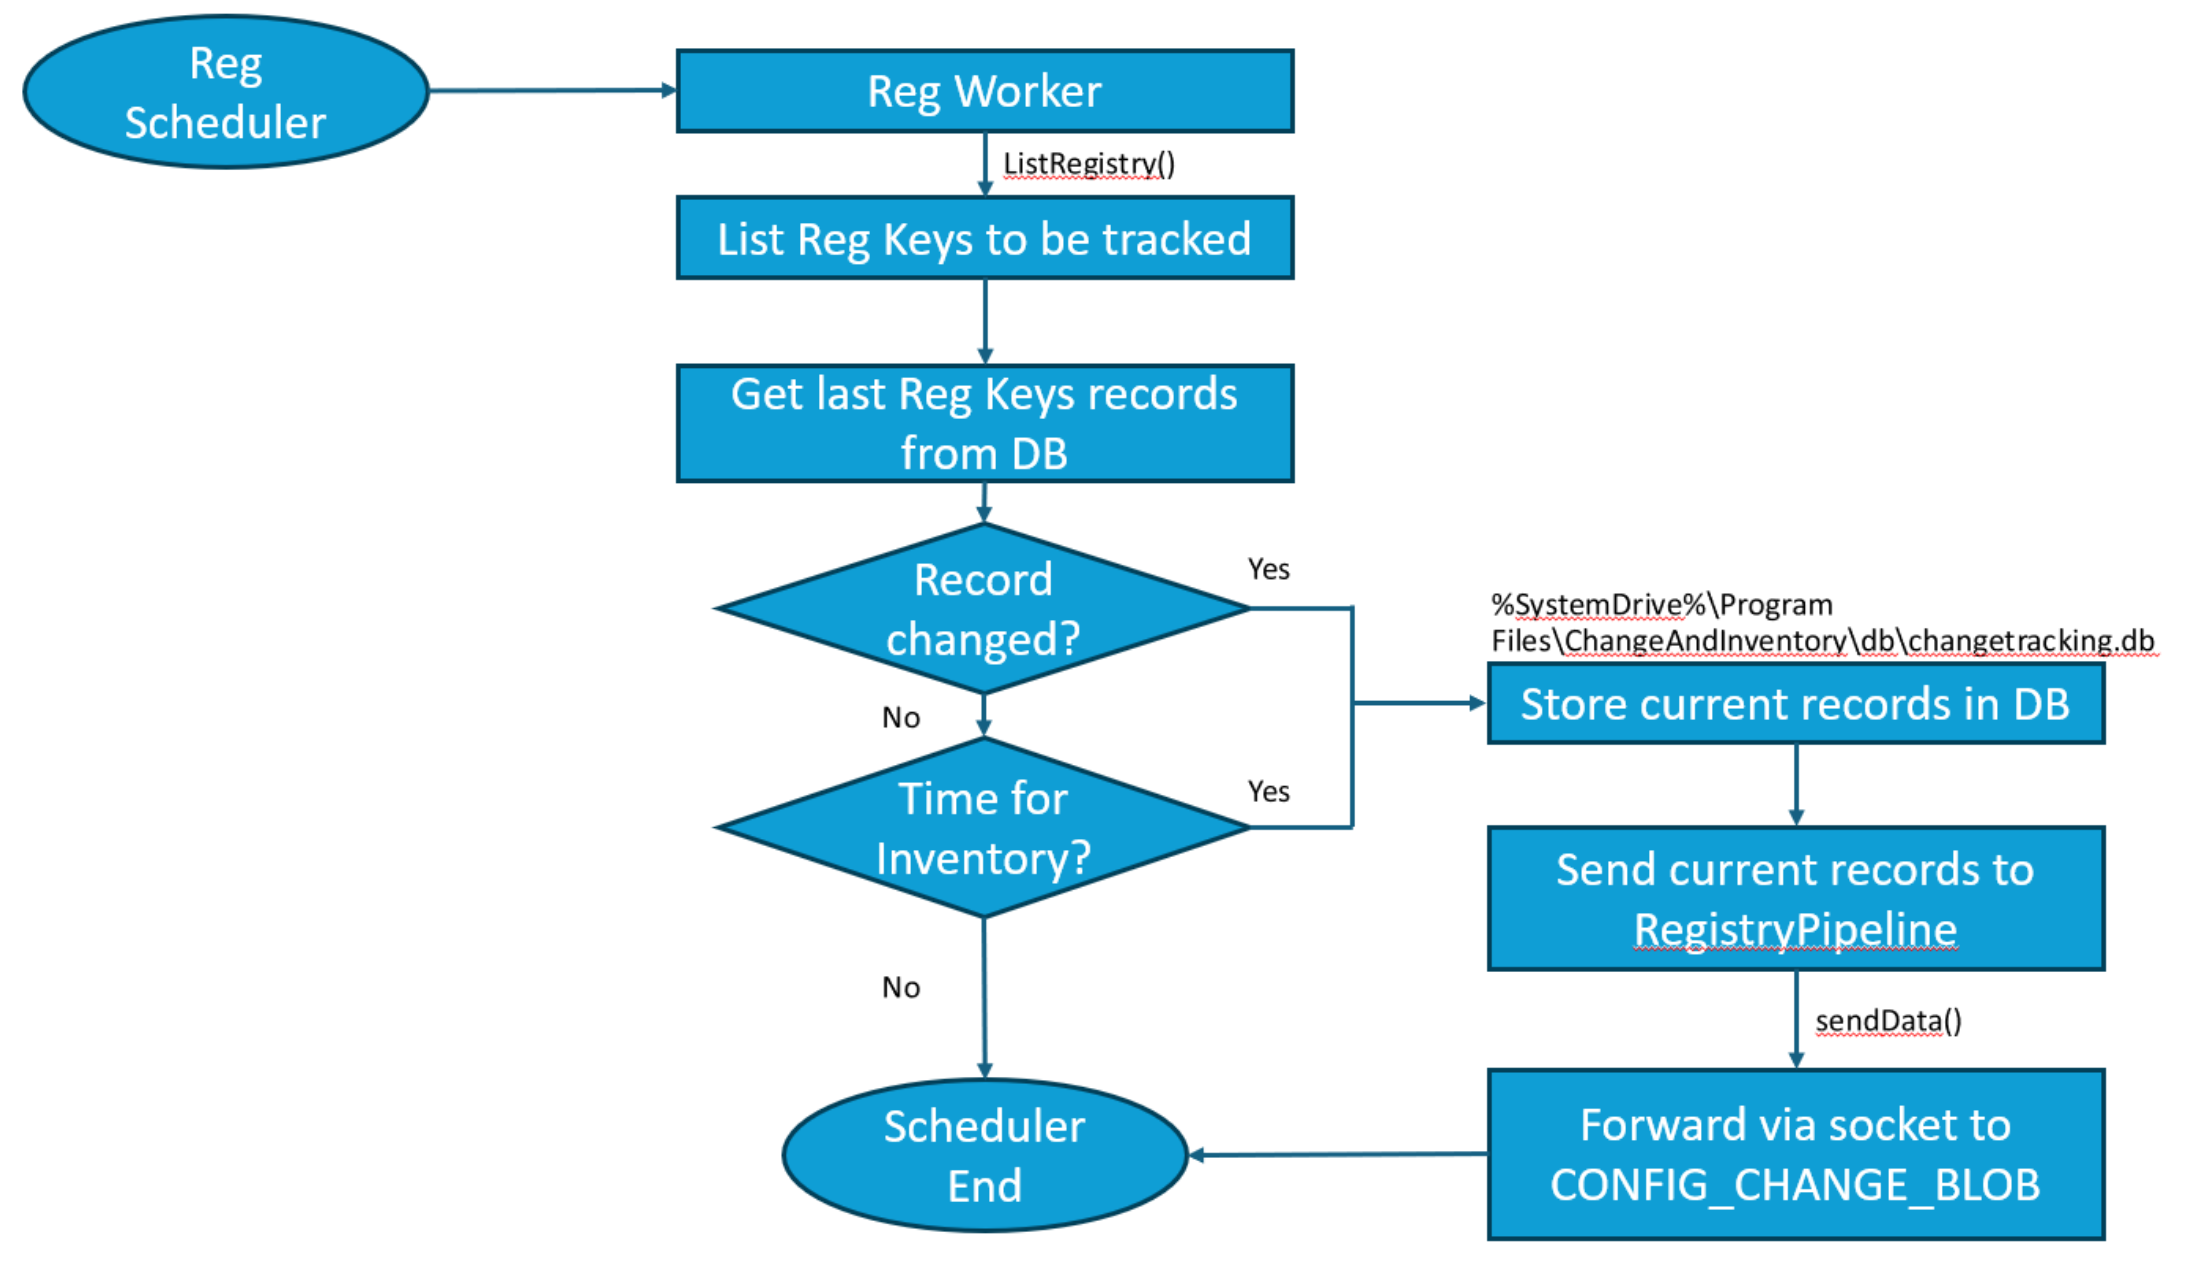 Reg
Scheduler
Reg Worker
ListRegistry()
List Reg Keys to be tracked
Get last Reg Keys records
from DB
Record
changed?
Yes
No
Time for
Inventory?
Yes
No
%SystemDrive%\Program
Files\ChangeAndInventory\db\changetracking.db
Store current records in DB
Send current records to
RegistryPipeline
sendData()
Forward via socket to
CONFIG_CHANGE_BLOB
Scheduler
End